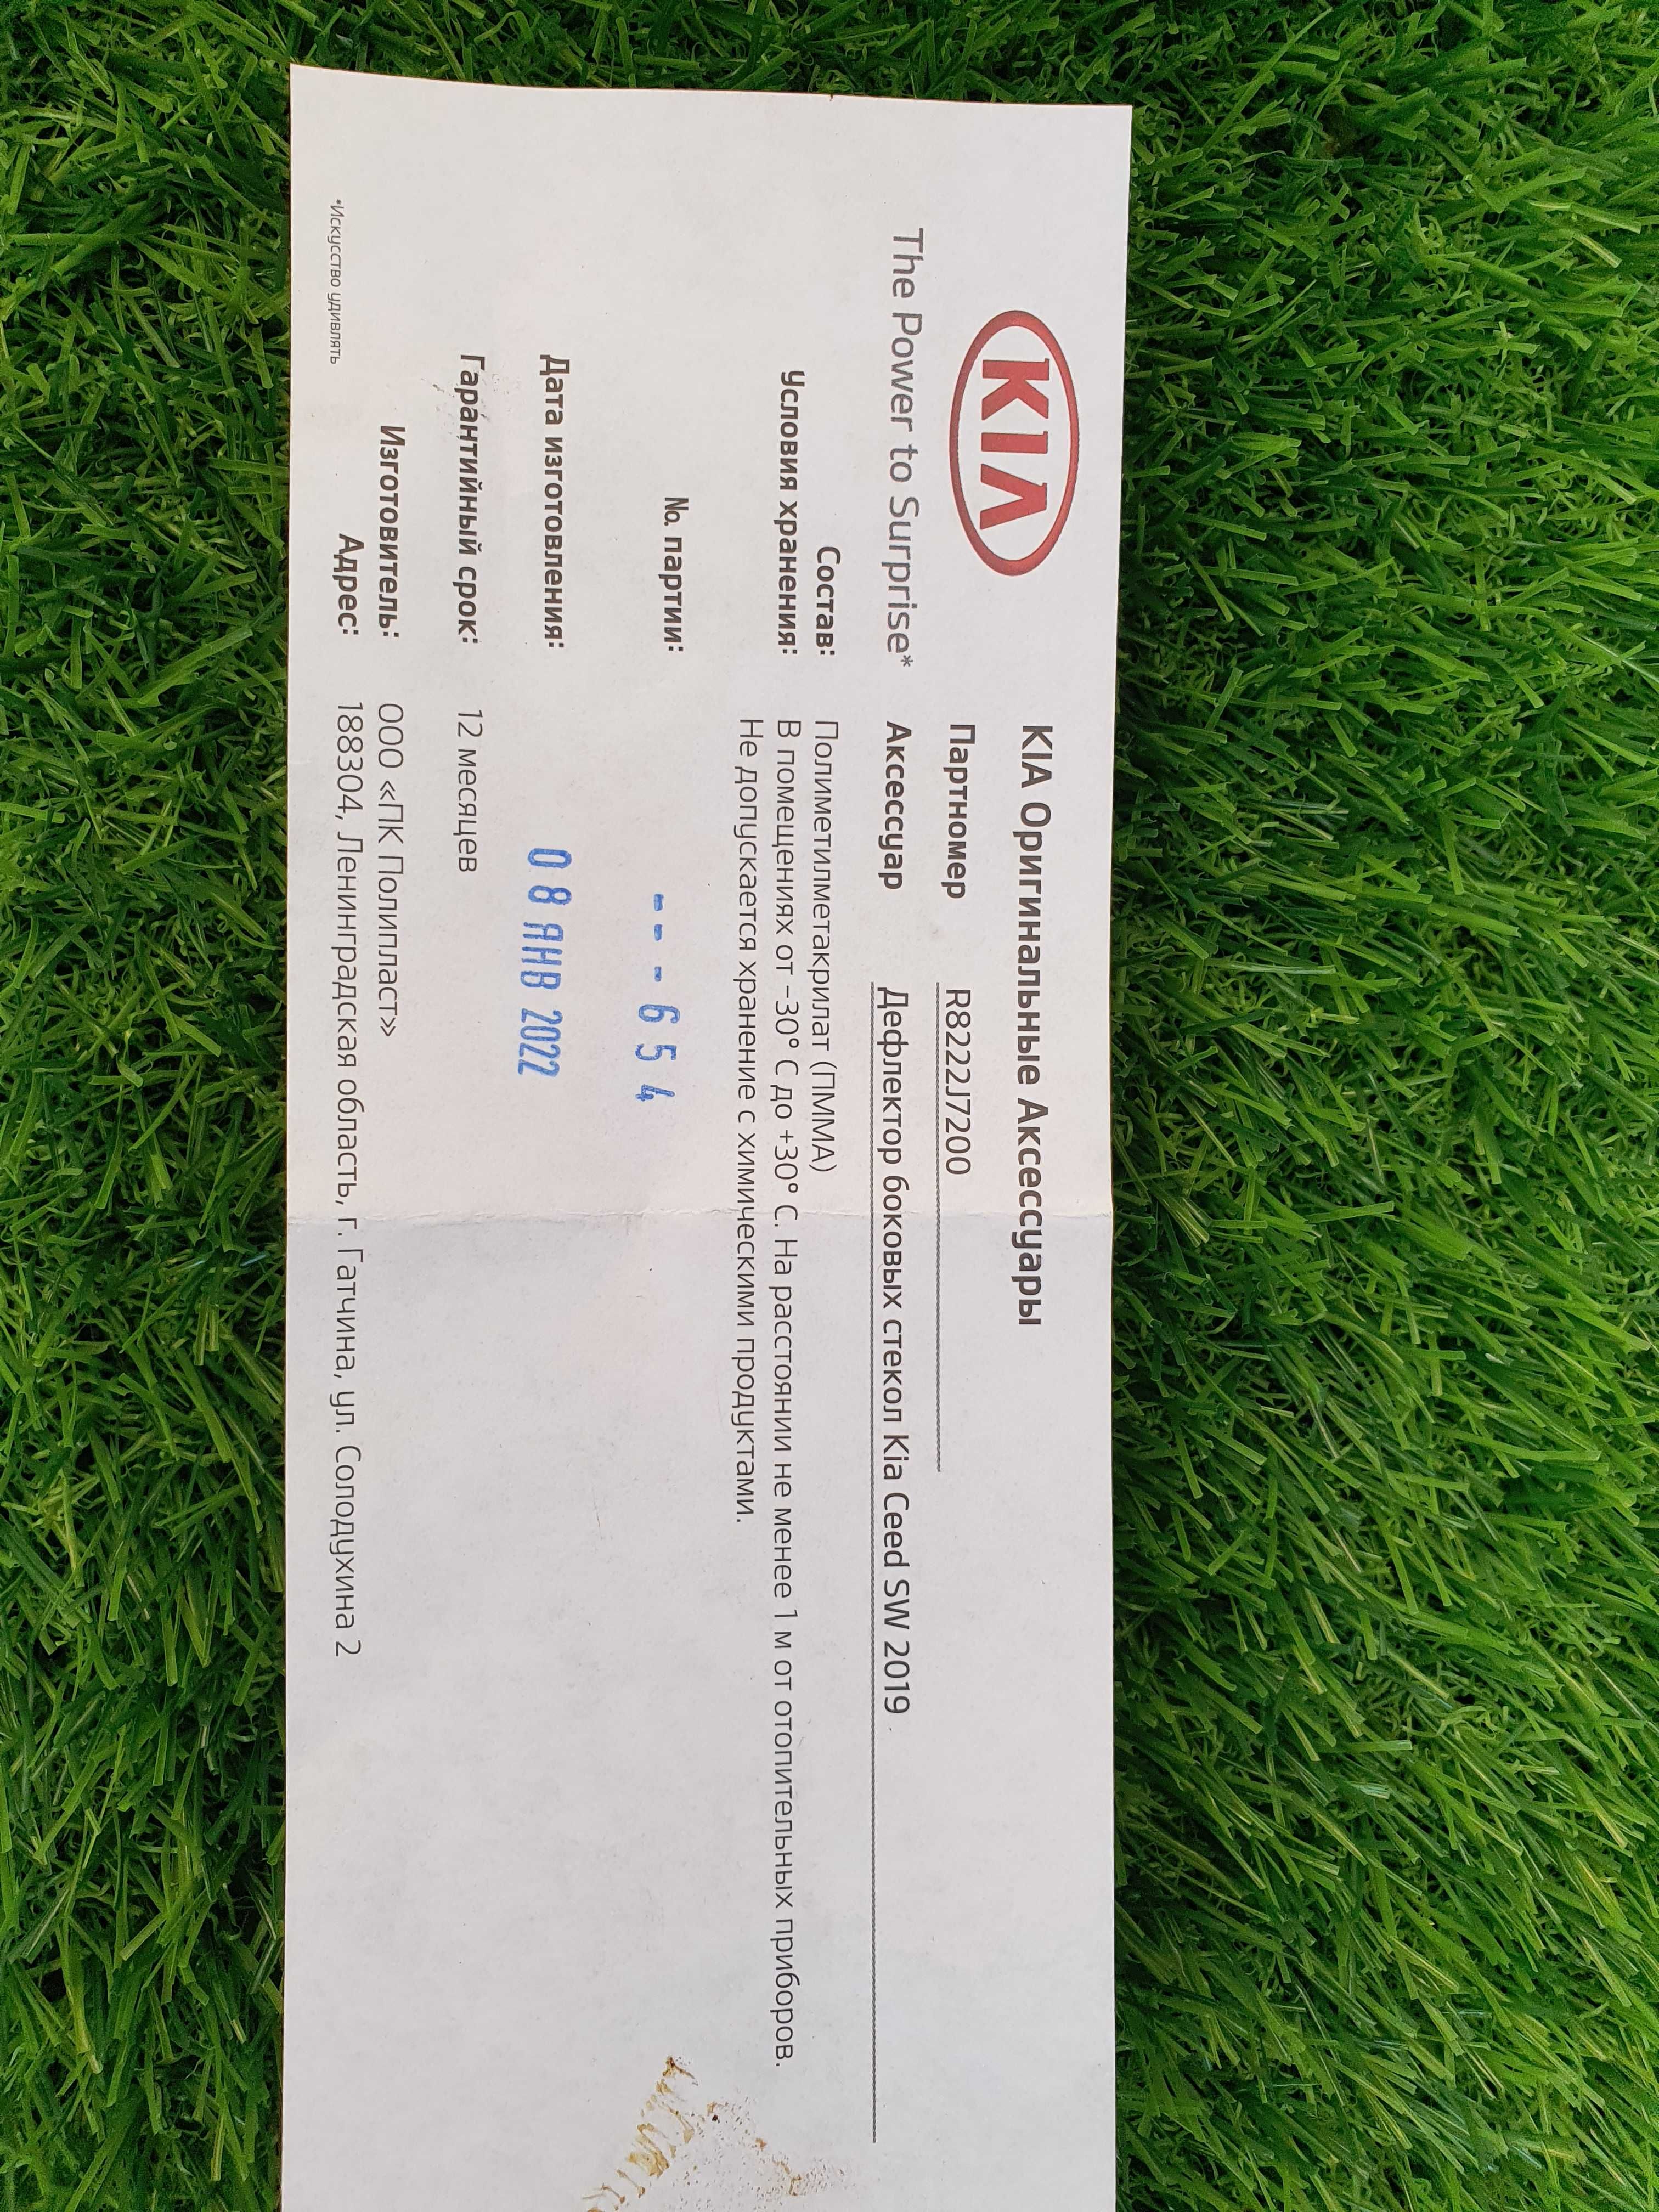 KIA
The Power to Surprise*
KIA Оригинальные Аксессуары
Партномер R8222J7200
Аксессуар Дефлектор боковых стекол Kia Ceed SW 2019
Состав: Полиметилметакрилат (ПММА)
Условия хранения: В помещениях от -30° С до +30° С. На расстоянии не менее 1 м от отопительных приборов.
Не допускается хранение с химическими продуктами.
№. партии: - - - 6 5 4
Дата изготовления: 08 ЯНВ 2022
Гарантийный срок: 12 месяцев
Изготовитель: ООО «ПК Полипласт»
Адрес: 188304, Ленинградская область, г. Гатчина, ул. Солодухина 2
*Искусство удивлять